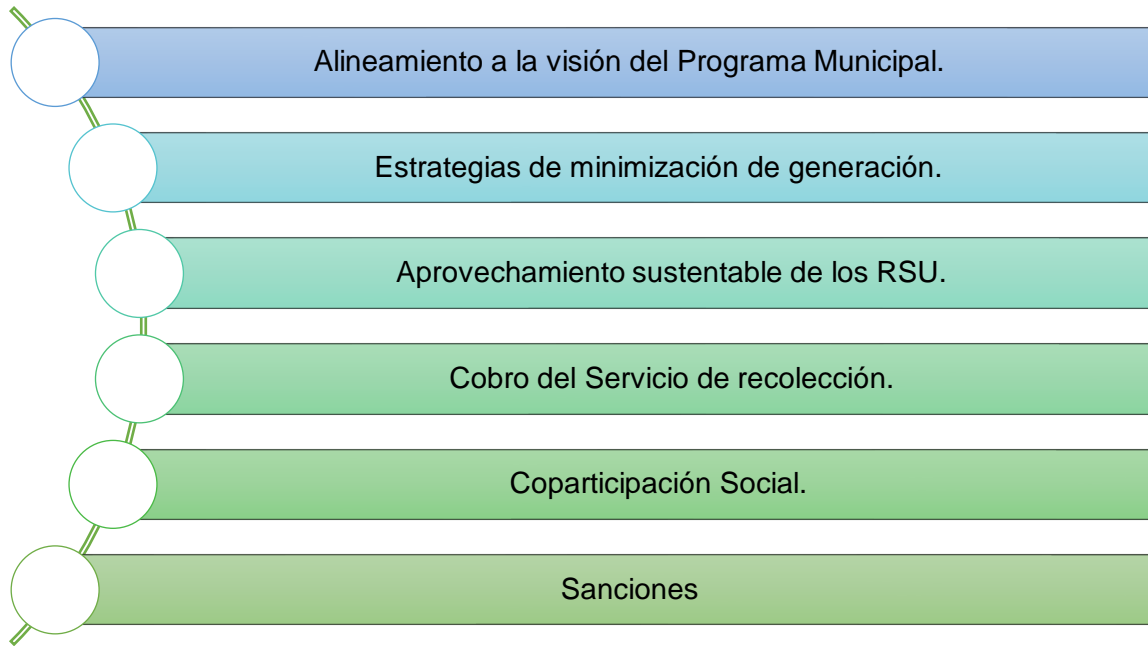 Alineamiento a la visión del Programa Municipal.
Estrategias de minimización de generación.
Aprovechamiento sustentable de los RSU.
Cobro del Servicio de recolección.
Coparticipación Social.
Sanciones